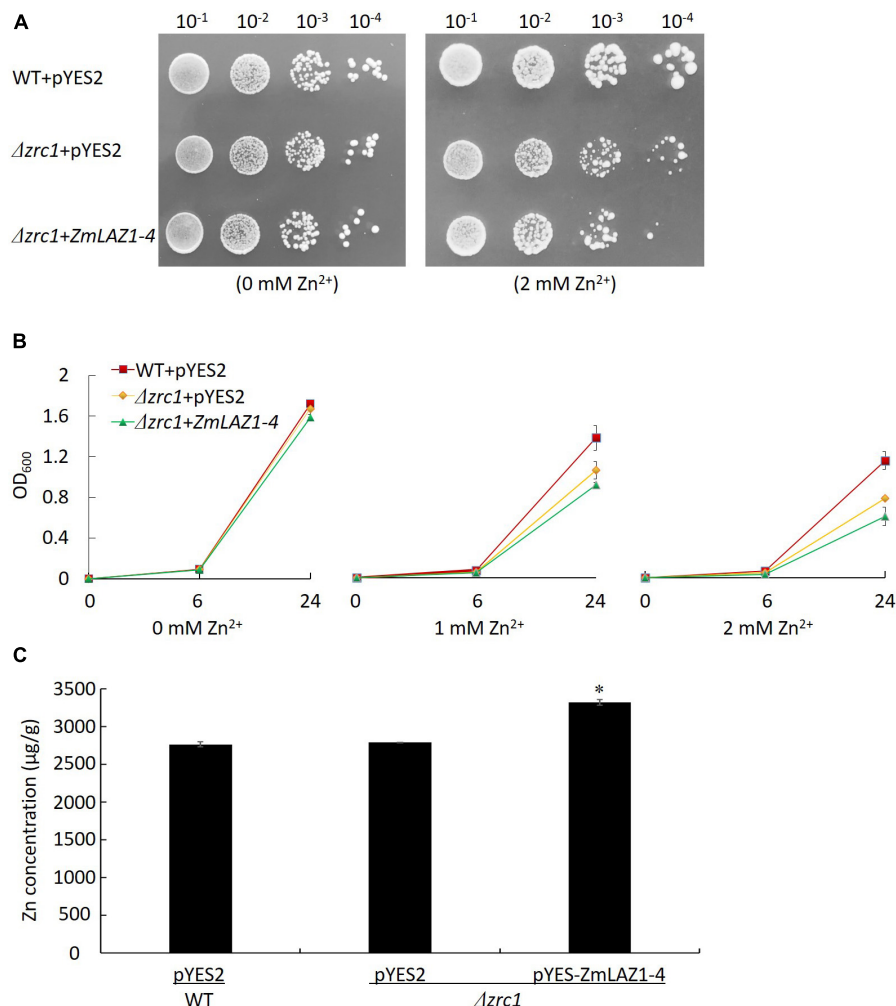 A
10⁻¹ 10⁻² 10⁻³ 10⁻⁴ 10⁻¹ 10⁻² 10⁻³ 10⁻⁴
WT+pYES2
Δzrc1+pYES2
Δzrc1+ZmLAZ1-4
(0 mM Zn²⁺) (2 mM Zn²⁺)
B
WT+pYES2
Δzrc1+pYES2
Δzrc1+ZmLAZ1-4
OD₆₀₀
2
1.6
1.2
0.8
0.4
0
0 6 24 0 6 24 0 6 24
0 mM Zn²⁺ 1 mM Zn²⁺ 2 mM Zn²⁺
C
Zn concentration (μg/g)
3500
3000
2500
2000
1500
1000
500
0
*
pYES2 pYES2 pYES-ZmLAZ1-4
WT Δzrc1